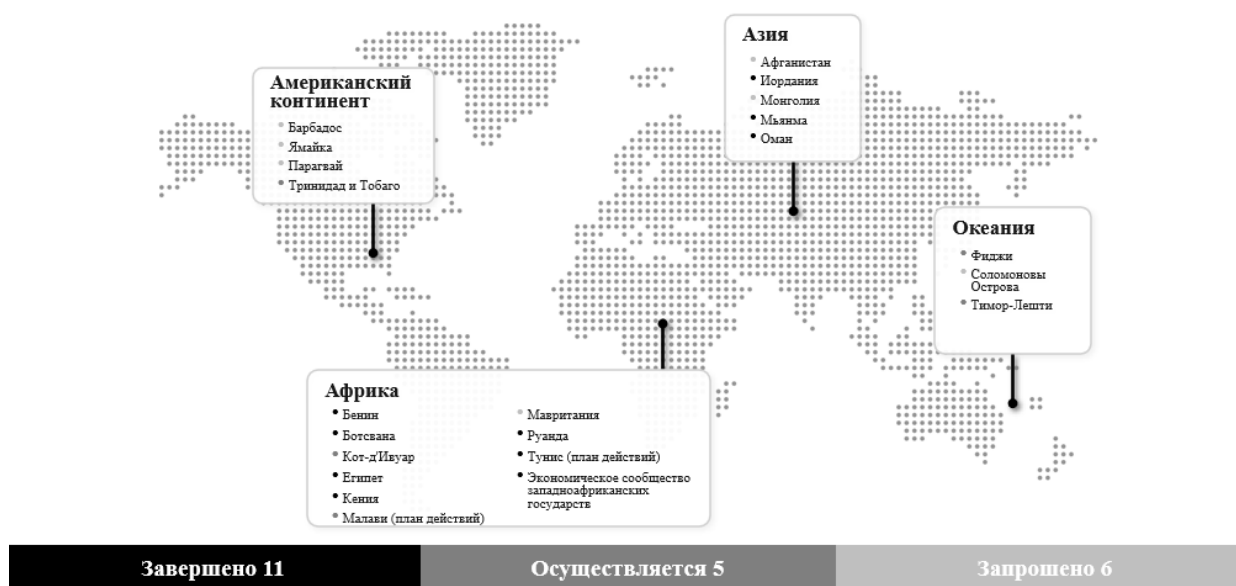 Американский
континент
Барбадос
Ямайка
Парагвай
Тринидад и Тобаго
Азия
Афганистан
Иордания
Монголия
Мьянма
Оман
Океания
Фиджи
Соломоновы
Острова
Тимор-Лешти
Африка
Бенин
Ботсвана
Кот-д'Ивуар
Египет
Кения
Малави (план действий)
Мавритания
Руанда
Тунис (план действий)
Экономическое сообщество
западноафриканских
государств
Завершено 11
Осуществляется 5
Запрошено 6